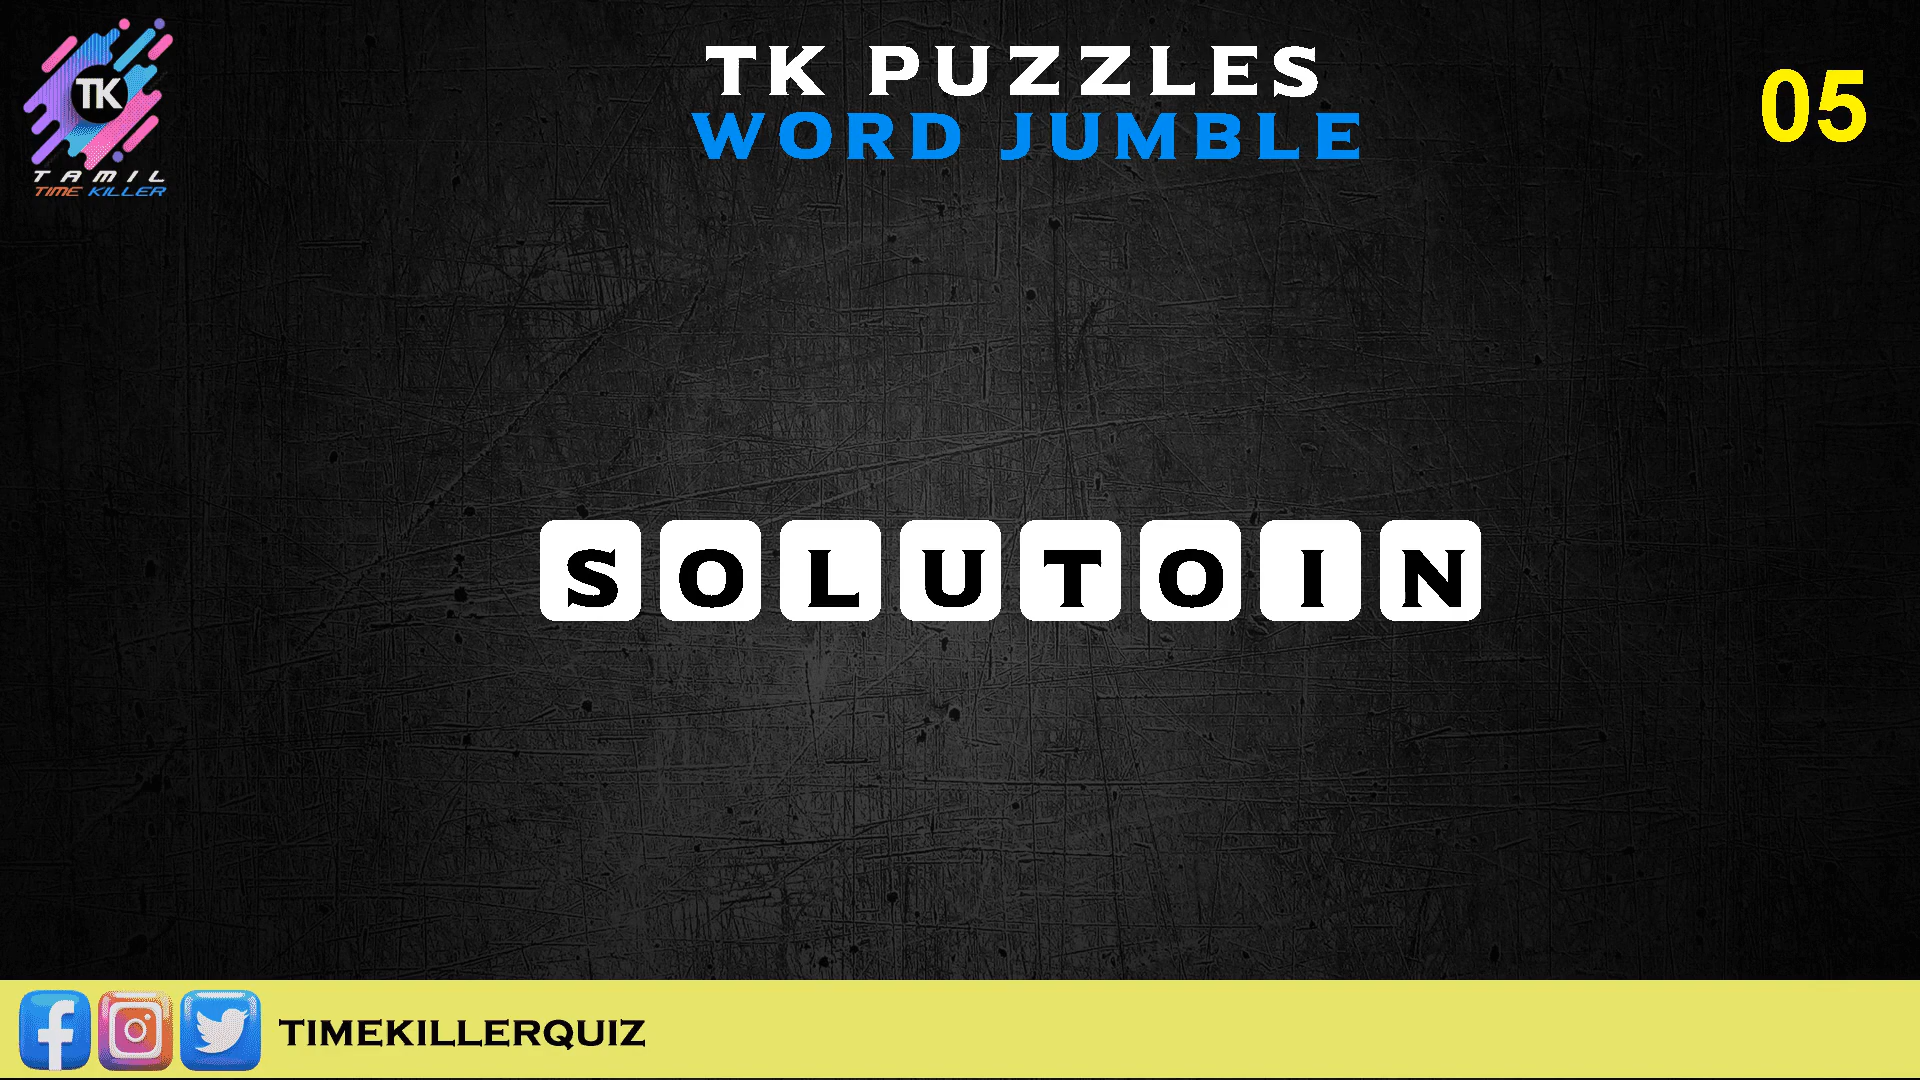 TK
TAMIL
TIME KILLER
TK PUZZLES
WORD JUMBLE
05
SOLUTOIN
TIMEKILLERQUIZ